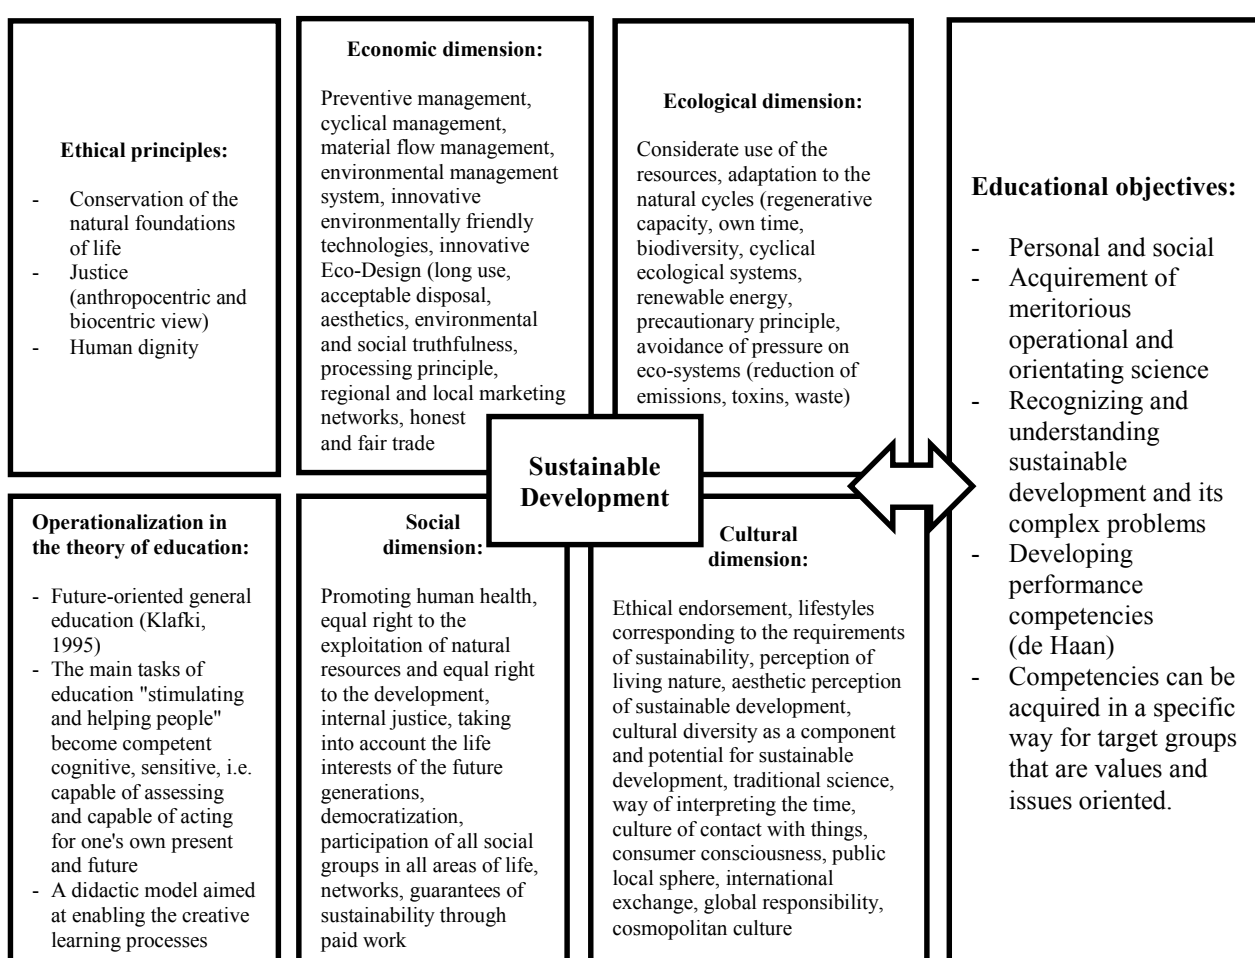 Ethical principles:
- Conservation of the
natural foundations
of life
- Justice
(anthropocentric and
biocentric view)
- Human dignity
Economic dimension:
Preventive management,
cyclical management,
material flow management,
environmental management
system, innovative
environmentally friendly
technologies, innovative
Eco-Design (long use,
acceptable disposal,
aesthetics, environmental
and social truthfulness,
processing principle,
regional and local marketing
networks, honest
and fair trade
Ecological dimension:
Considerate use of the
resources, adaptation to the
natural cycles (regenerative
capacity, own time,
biodiversity, cyclical
ecological systems,
renewable energy,
precautionary principle,
avoidance of pressure on
eco-systems (reduction of
emissions, toxins, waste)
Sustainable
Development
Operationalization in
the theory of education:
- Future-oriented general
education (Klafki,
1995)
- The main tasks of
education "stimulating
and helping people"
become competent
cognitive, sensitive, i.e.
capable of assessing
and capable of acting
for one's own present
and future
- A didactic model aimed
at enabling the creative
learning processes
Social
dimension:
Promoting human health,
equal right to the
exploitation of natural
resources and equal right
to the development,
internal justice, taking
into account the life
interests of the future
generations,
democratization,
participation of all social
groups in all areas of life,
networks, guarantees of
sustainability through
paid work
Cultural
dimension:
Ethical endorsement, lifestyles
corresponding to the requirements
of sustainability, perception of
living nature, aesthetic perception
of sustainable development,
cultural diversity as a component
and potential for sustainable
development, traditional science,
way of interpreting the time,
culture of contact with things,
consumer consciousness, public
local sphere, international
exchange, global responsibility,
cosmopolitan culture
Educational objectives:
- Personal and social
- Acquirement of
meritorious
operational and
orientating science
- Recognizing and
understanding
sustainable
development and its
complex problems
- Developing
performance
competencies
(de Haan)
- Competencies can be
acquired in a specific
way for target groups
that are values and
issues oriented.